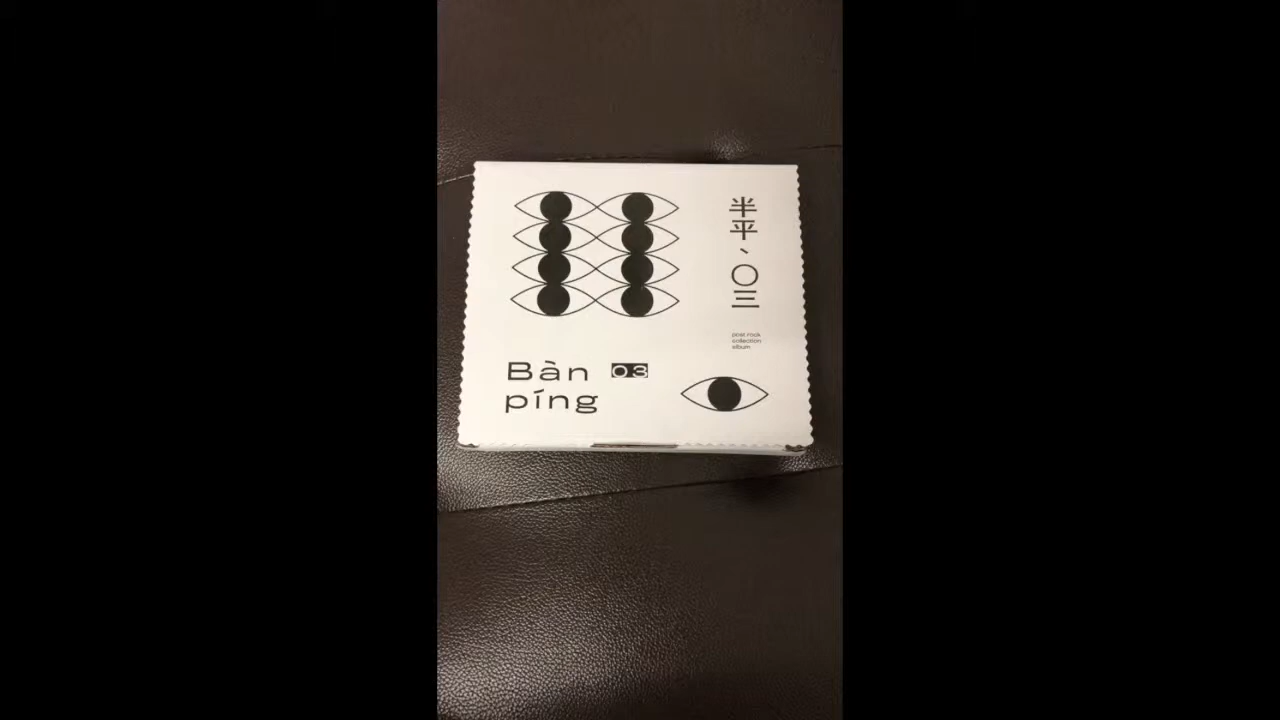 半平、〇三
post rock
collection
album
Bàn 03
píng